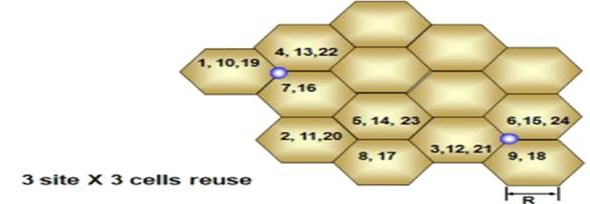 4, 13,22
1, 10,19
7,16
5, 14, 23
6,15, 24
2, 11,20
3,12, 21
8, 17
9, 18
3 site X 3 cells reuse
R